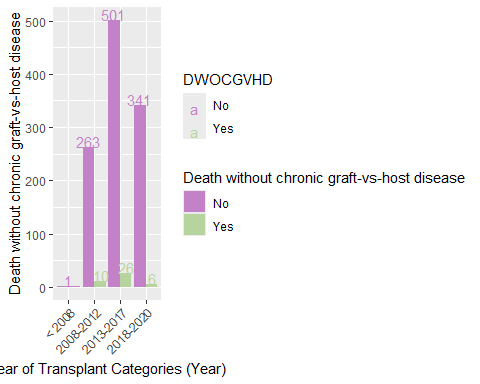 Death without chronic graft-vs-host disease
500
400
300
200
100
0
1
263
10
501
26
341
6
<2008
2008-2012
2013-2017
2018-2020
ear of Transplant Categories (Year)
DWOCGVHD
a No
a Yes
Death without chronic graft-vs-host disease
No
Yes